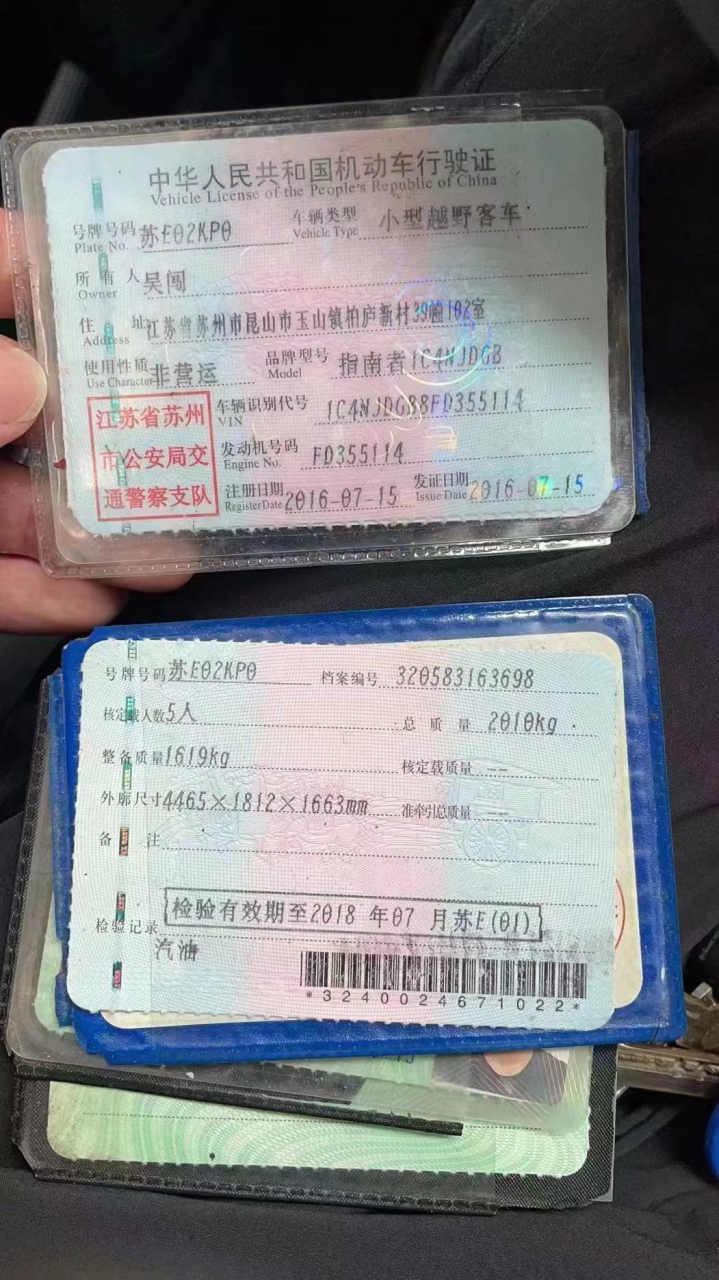 中华人民共和国机动车行驶证
Vehicle License of the People's Republic of China
号牌号码 苏E02KP0 车辆类型 小型越野客车
Plate No. Vehicle Type
所有人 吴闯
Owner
住址 江苏省苏州市昆山市玉山镇柏庐新村39幢102室
Address
使用性质 非营运 品牌型号 指南者1C4NJDGB
Use Character Model
江苏省苏州
市公安局交
通警察支队
车辆识别代号 1C4NJDGB8FD355114
VIN
发动机号码 FD355114
Engine No.
注册日期 2016-07-15 发证日期 2016-07-15
Register Date Issue Date
号牌号码 苏E02KP0 档案编号 320583163698
核定载人数 5人 总质量 2010kg
整备质量 1619kg 核定载质量 --
外廓尺寸 4465×1812×1663mm 准牵引总质量 --
备注
检验有效期至2018年07月苏E(01)
检验记录
汽油
*3240024671022*